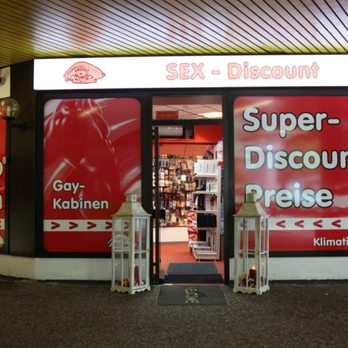 SEX - Discount
Gay-
Kabinen
Super-
Discoun
Preise
Klimati